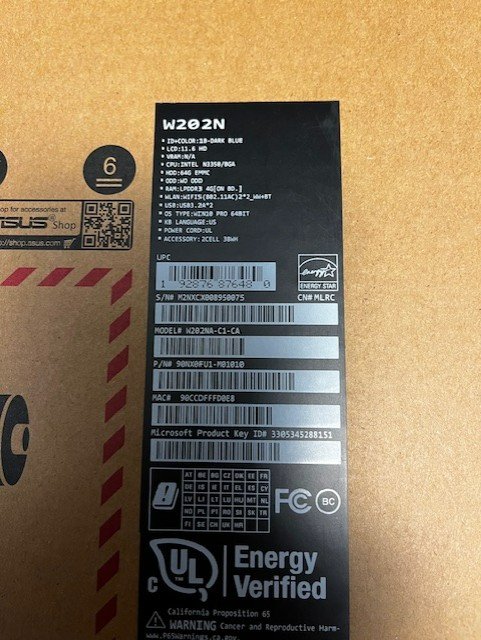 W202N
• ID+COLOR:1B-DARK BLUE
• LCD:11.6 HD
• VRAM:N/A
• CPU:INTEL N3350/BGA
• HDD:64G EMMC
• ODD:WO ODD
• RAM:LPDDR3 4G[ON BD.]
• WLAN:WIFI5(802.11AC)2*2_WW+BT
• USB:USB3.2A*2
• OS TYPE:WIN10 PRO 64BIT
• KB LANGUAGE:US
• POWER CORD:UL
• ACCESSORY:2CELL 38WH
UPC
1 92876 87648 0
ENERGY STAR
S/N# M2NXCX00895007S
CN# MLRC
MODEL# W202NA-C1-CA
P/N# 90NX0FU1-M01010
MAC# 90CCDFFFD0E8
Microsoft Product Key ID# 3305345288151
AT BE BG CZ EE FR
DE IS IE IT EL ES CY
LV LI LT LU HU MT NL
NO PL PT RO SI SK TR
FI SE CH UK HR
FC BC
C UL US
Energy
Verified
California Proposition 65
WARNING Cancer and Reproductive Harm-
www.P65Warnings.ca.gov
6
shop for accessories at
ASUS Shop
http://shop.asus.com